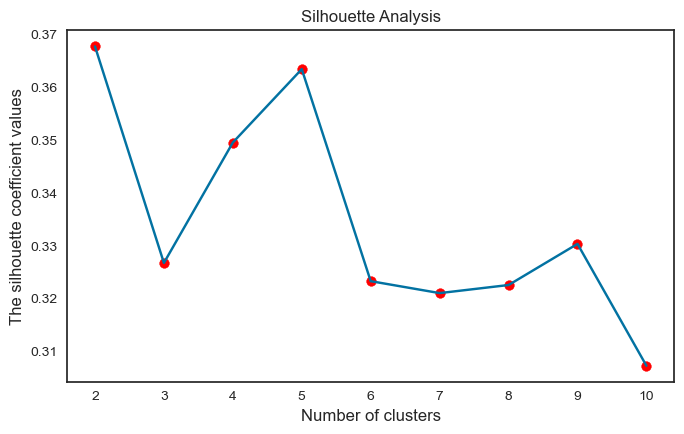 Silhouette Analysis
The silhouette coefficient values
0.37
0.36
0.35
0.34
0.33
0.32
0.31
2 3 4 5 6 7 8 9 10
Number of clusters